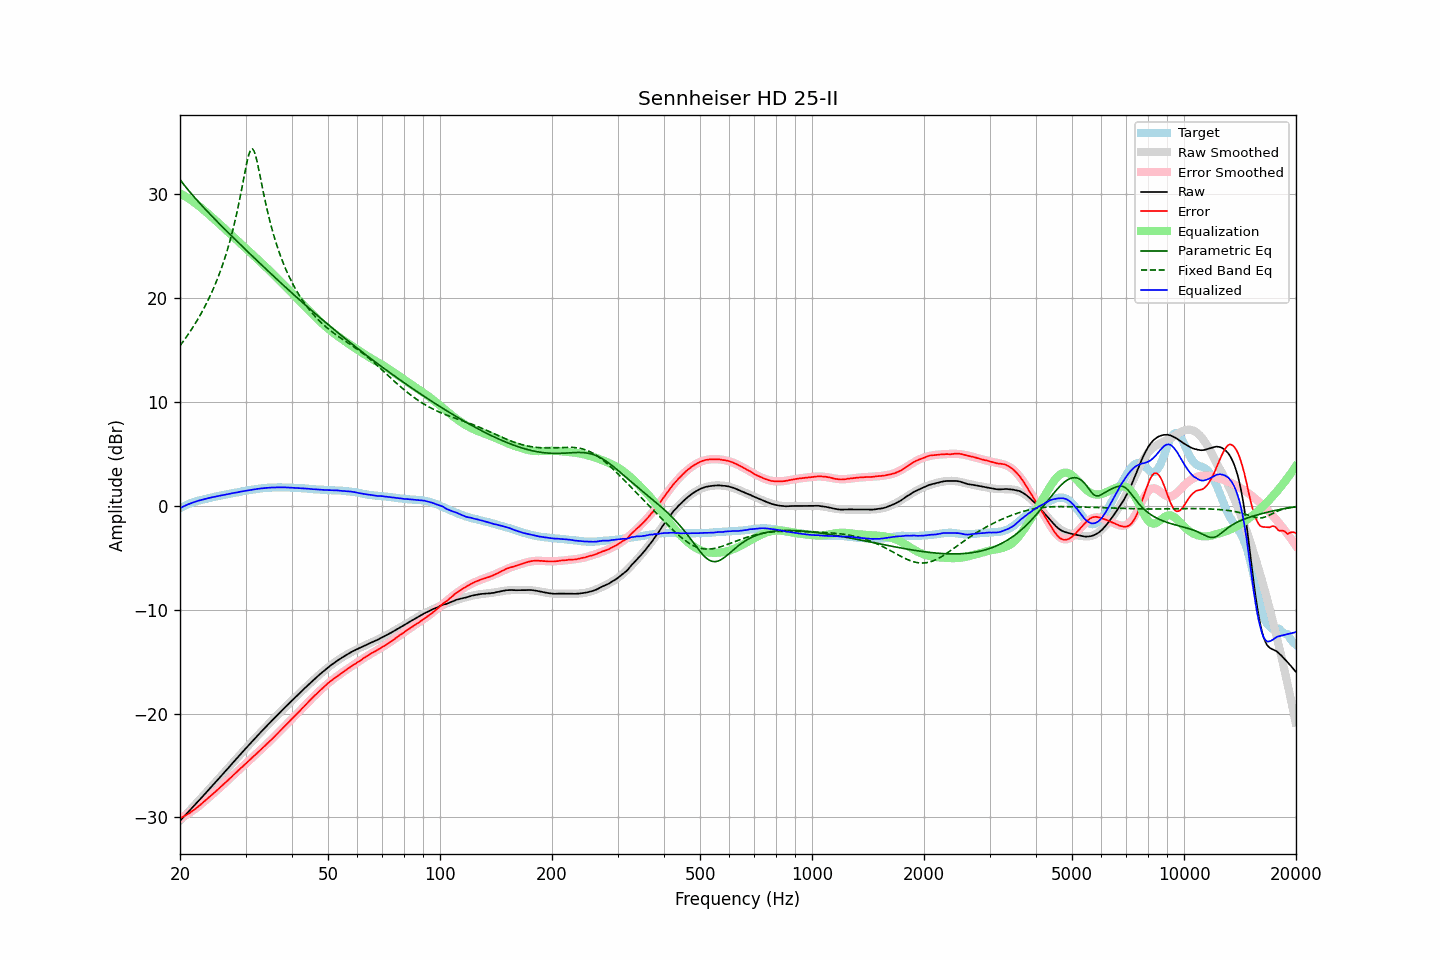 Sennheiser HD 25-II
Target
Raw Smoothed
Error Smoothed
Raw
Error
Equalization
Parametric Eq
Fixed Band Eq
Equalized
Amplitude (dBr)
30
20
10
0
−10
−20
−30
20 50 100 200 500 1000 2000 5000 10000 20000
Frequency (Hz)